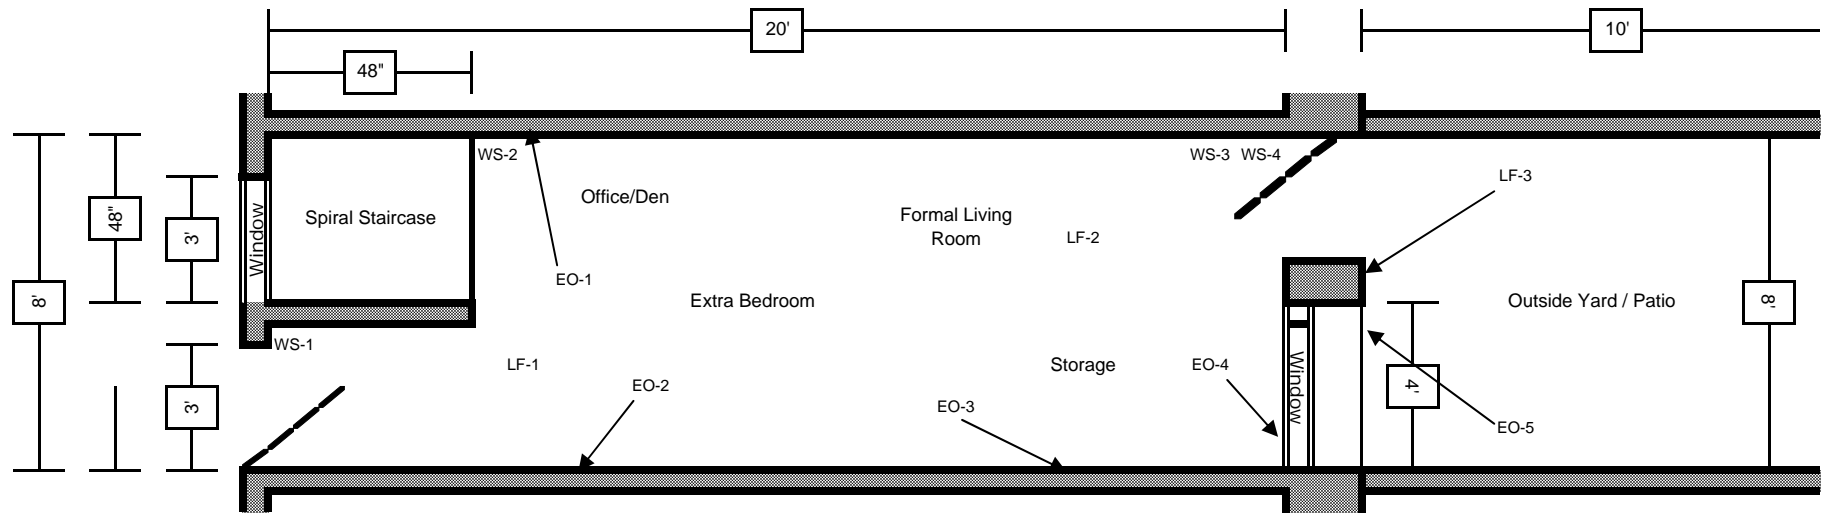 20'
10'
48"
WS-2
WS-3 WS-4
LF-3
Office/Den
Spiral Staircase
Formal Living
Room
LF-2
48"
3'
Window
EO-1
8'
Extra Bedroom
Outside Yard / Patio
8'
WS-1
LF-1
Storage
EO-4
Window
EO-2
4'
3'
EO-3
EO-5